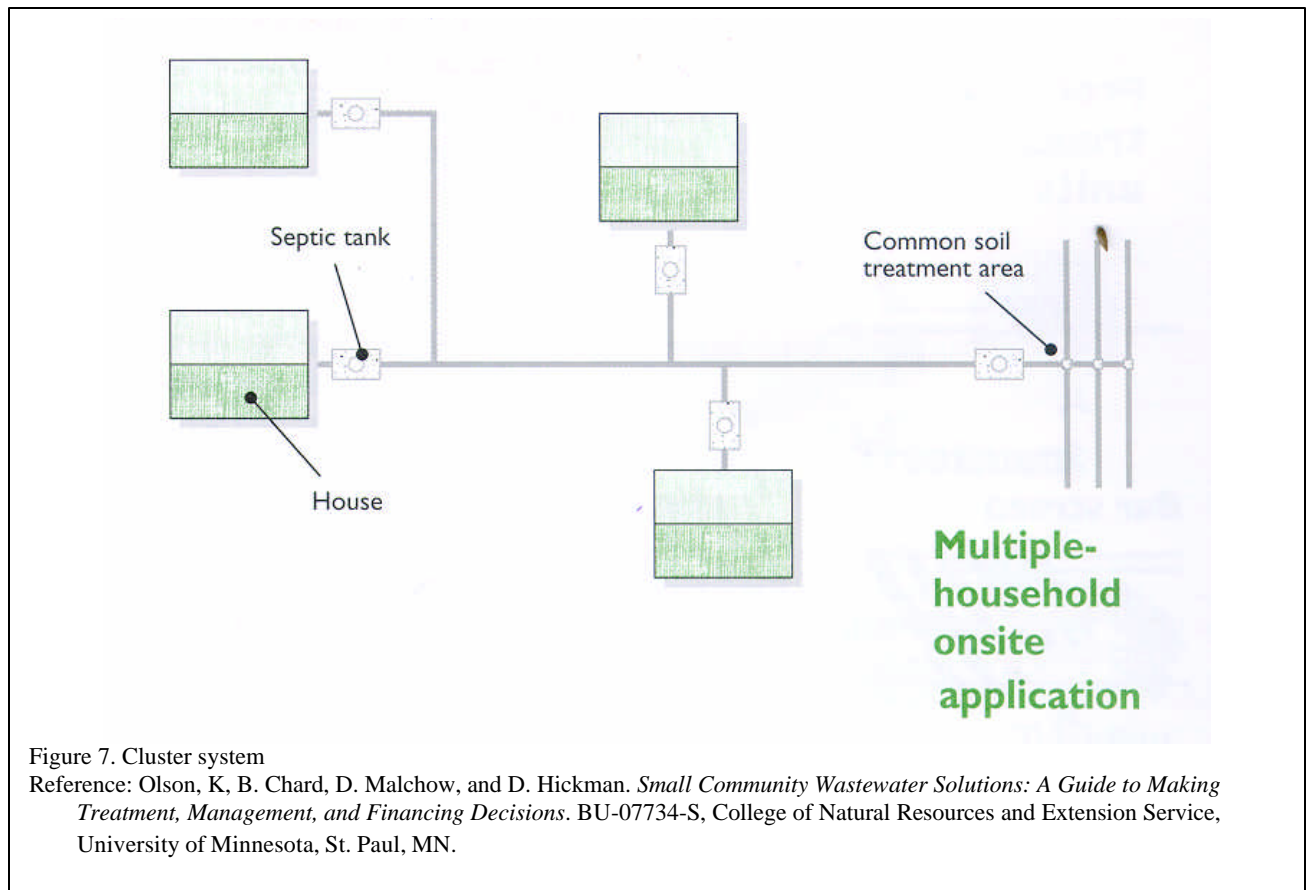 Septic tank
House
Common soil
treatment area
Multiple-
household
onsite
application
Figure 7. Cluster system
Reference: Olson, K, B. Chard, D. Malchow, and D. Hickman. Small Community Wastewater Solutions: A Guide to Making
Treatment, Management, and Financing Decisions. BU-07734-S, College of Natural Resources and Extension Service,
University of Minnesota, St. Paul, MN.